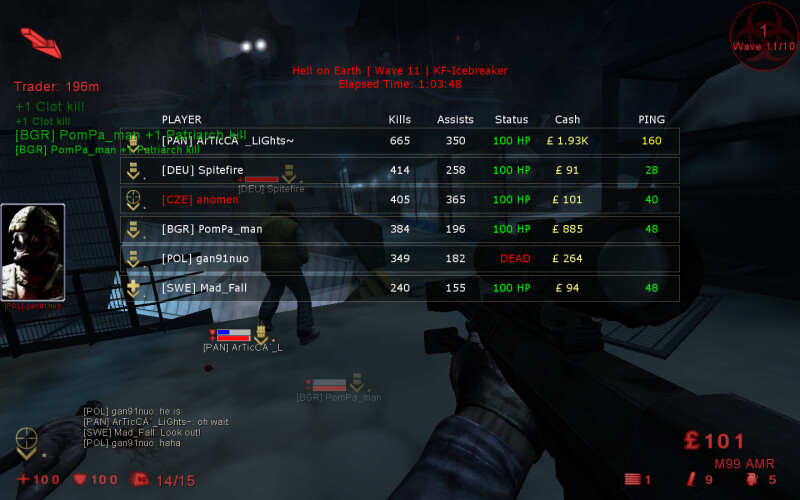 1
Wave 11/10
Hell on Earth | Wave 11 | KF-Icebreaker
Elapsed Time: 1:03:48
Trader: 196m
+1 Clot kill
+1 Clot kill
[BGR] PomPa_man +1 Patriarch kill
[BGR] PomPa_man +1 Patriarch kill
PLAYER Kills Assists Status Cash PING
[PAN] ArTicCÄ´_LiGhts~ 665 350 100 HP £ 1.93K 160
[DEU] Spitefire 414 258 100 HP £ 91 28
[DEU] Spitefire
[CZE] anomen 405 365 100 HP £ 101 40
[BGR] PomPa_man 384 196 100 HP £ 885 48
[POL] gan91nuo 349 182 DEAD £ 264
[SWE] Mad_Fall 240 155 100 HP £ 94 48
[POL] gan91nuo
[PAN] ArTicCÄ´_L
[BGR] PomPa_man
[POL] gan91nuo: he is
[PAN] ArTicCÄ´_LiGhts~: oh wait
[SWE] Mad_Fall: Look out!
[POL] gan91nuo: haha
£101
M99 AMR
100 100 14/15 1 9 5